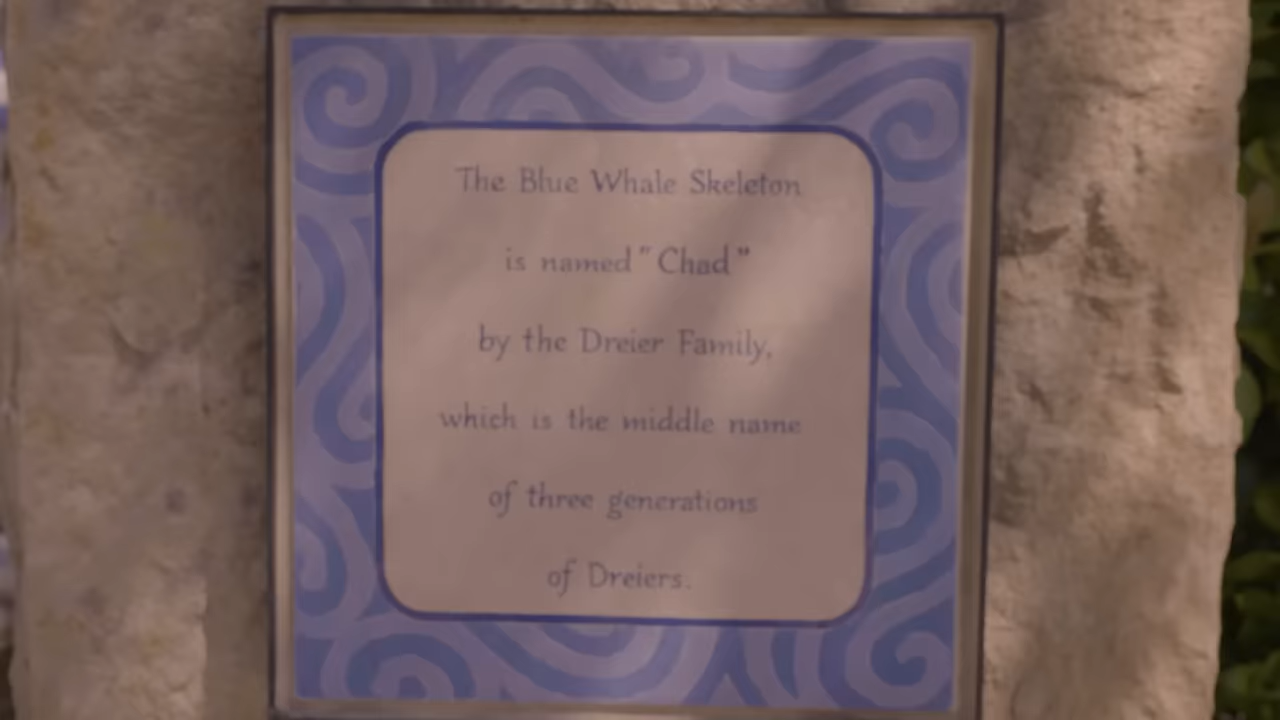 The Blue Whale Skeleton
is named "Chad"
by the Dreier Family,
which is the middle name
of three generations
of Dreiers.